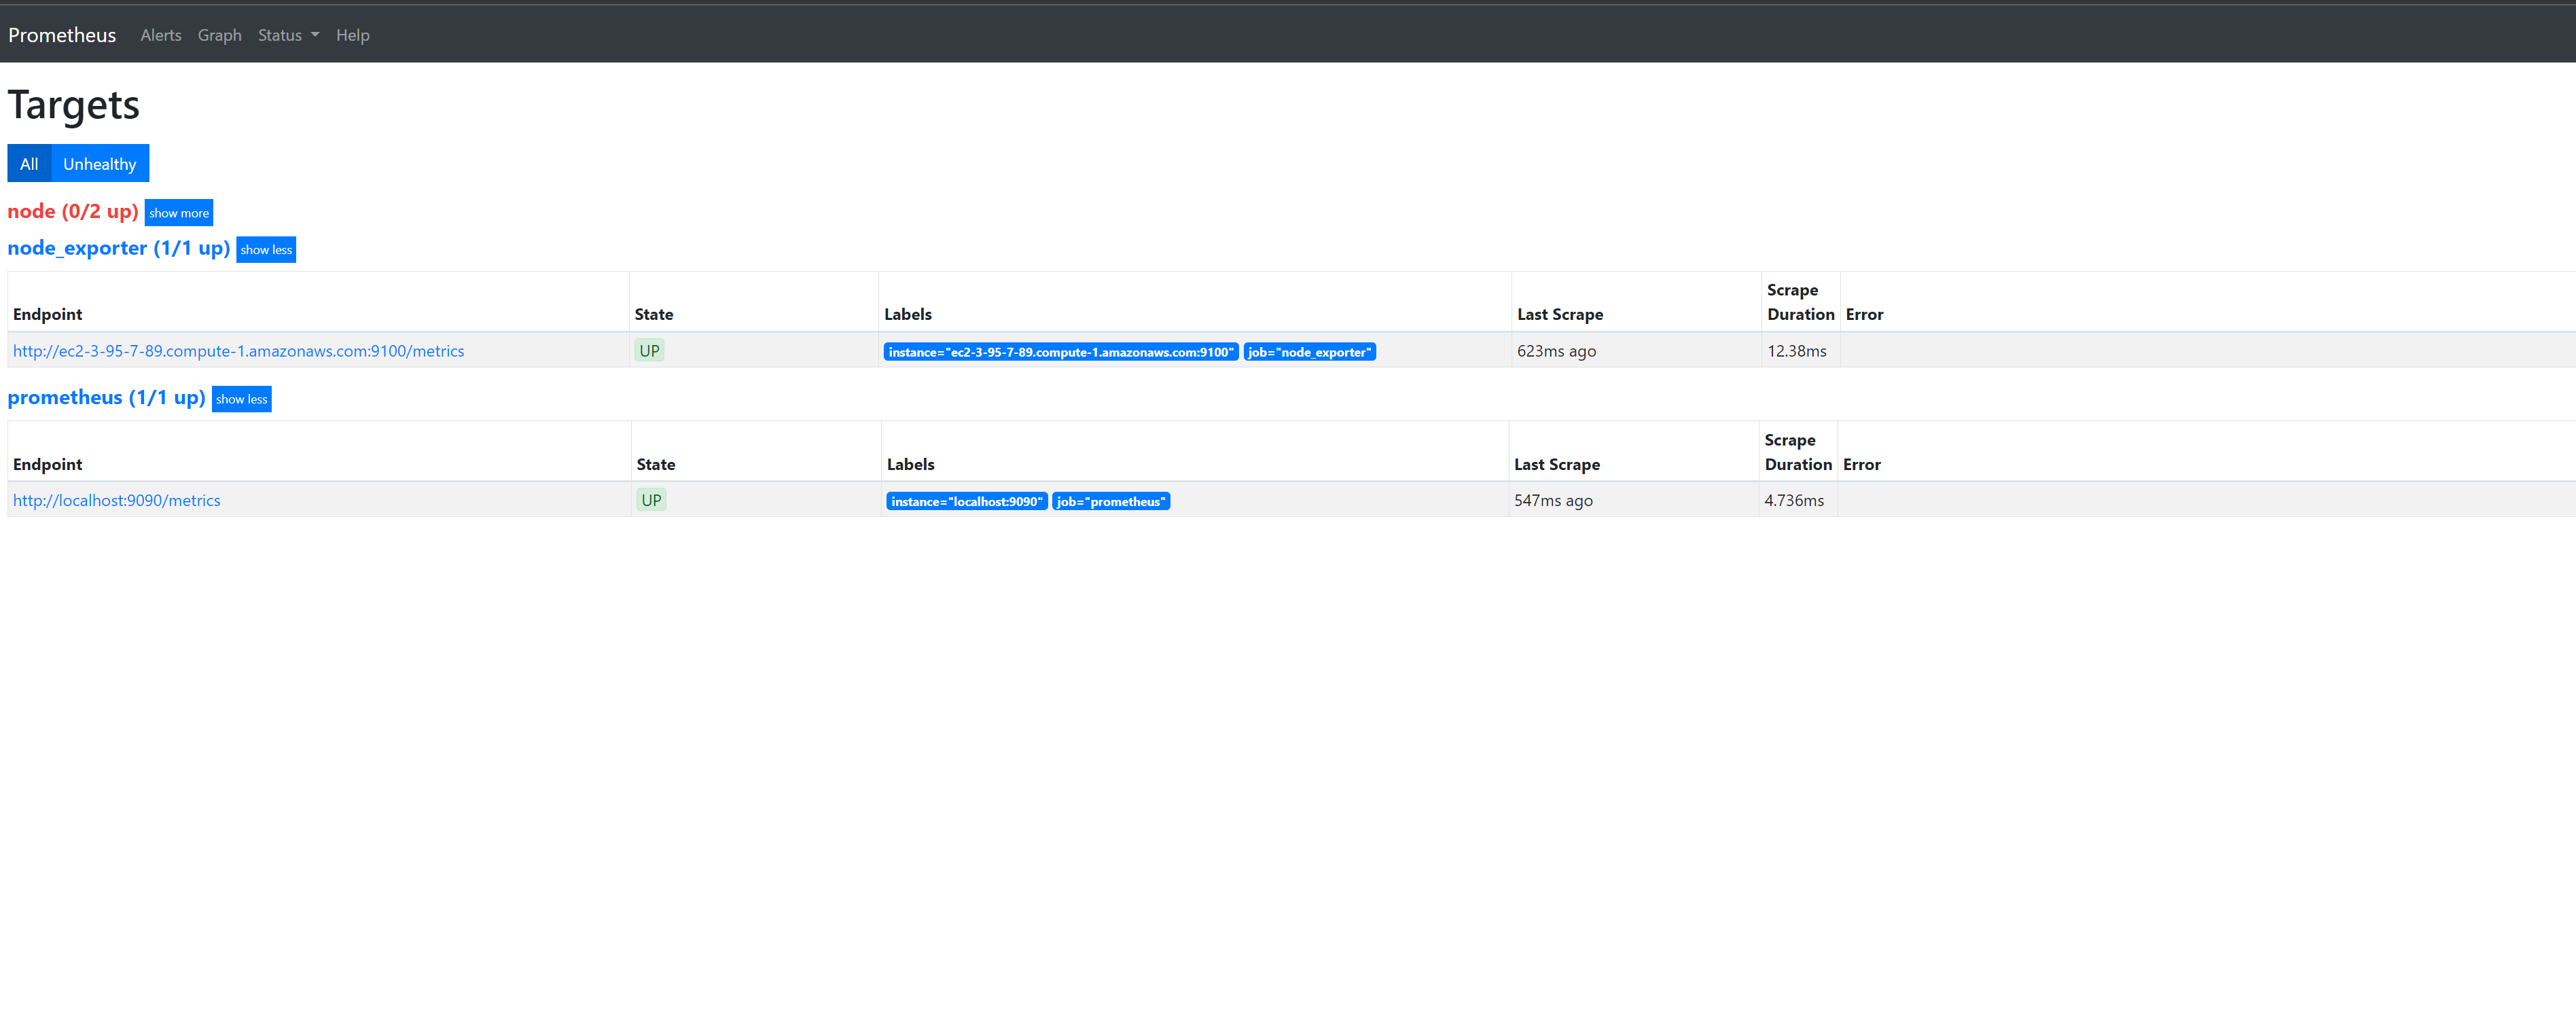 Prometheus Alerts Graph Status Help
Targets
All Unhealthy
node (0/2 up) show more
node_exporter (1/1 up) show less
Endpoint State Labels Last Scrape Scrape Duration Error
http://ec2-3-95-7-89.compute-1.amazonaws.com:9100/metrics UP instance="ec2-3-95-7-89.compute-1.amazonaws.com:9100" job="node_exporter" 623ms ago 12.38ms
prometheus (1/1 up) show less
Endpoint State Labels Last Scrape Scrape Duration Error
http://localhost:9090/metrics UP instance="localhost:9090" job="prometheus" 547ms ago 4.736ms